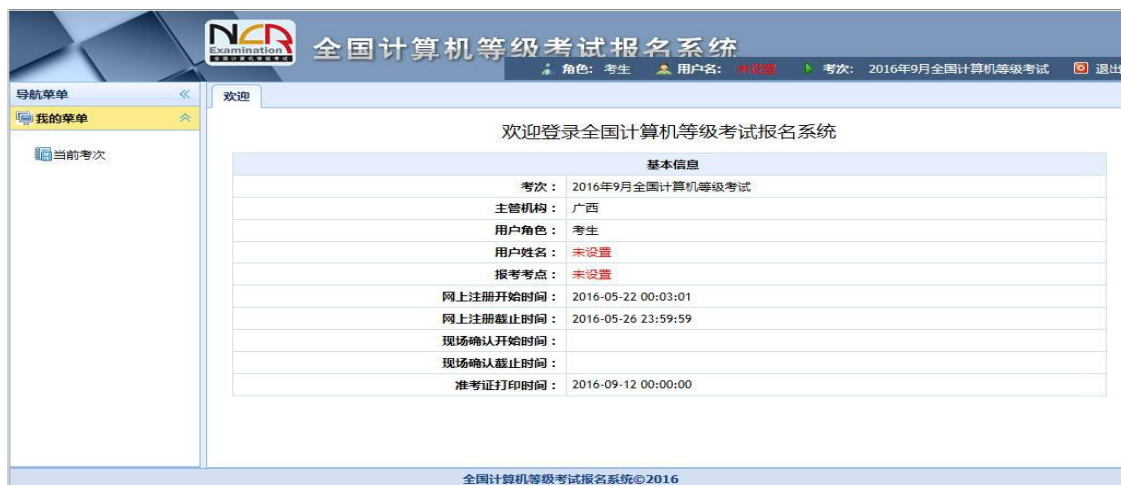 NCR
Examination
全国计算机等级考试报名系统
角色: 考生 用户名: 未设置 考次: 2016年9月全国计算机等级考试 退出
导航菜单
欢迎
我的菜单
当前考次
欢迎登录全国计算机等级考试报名系统
基本信息
考次： 2016年9月全国计算机等级考试
主管机构： 广西
用户角色： 考生
用户姓名： 未设置
报考考点： 未设置
网上注册开始时间： 2016-05-22 00:03:01
网上注册截止时间： 2016-05-26 23:59:59
现场确认开始时间：
现场确认截止时间：
准考证打印时间： 2016-09-12 00:00:00
全国计算机等级考试报名系统©2016